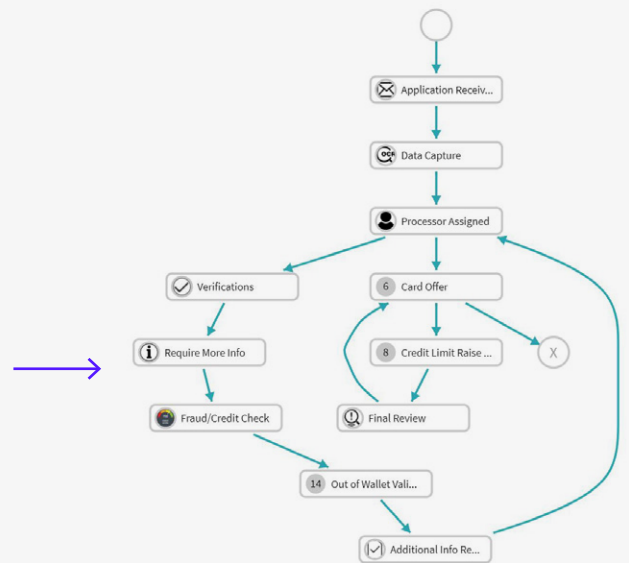 Application Receiv...
OCR Data Capture
Processor Assigned
Verifications
6 Card Offer
Require More Info
8 Credit Limit Raise ...
X
Fraud/Credit Check
Final Review
14 Out of Wallet Vali...
Additional Info Re...